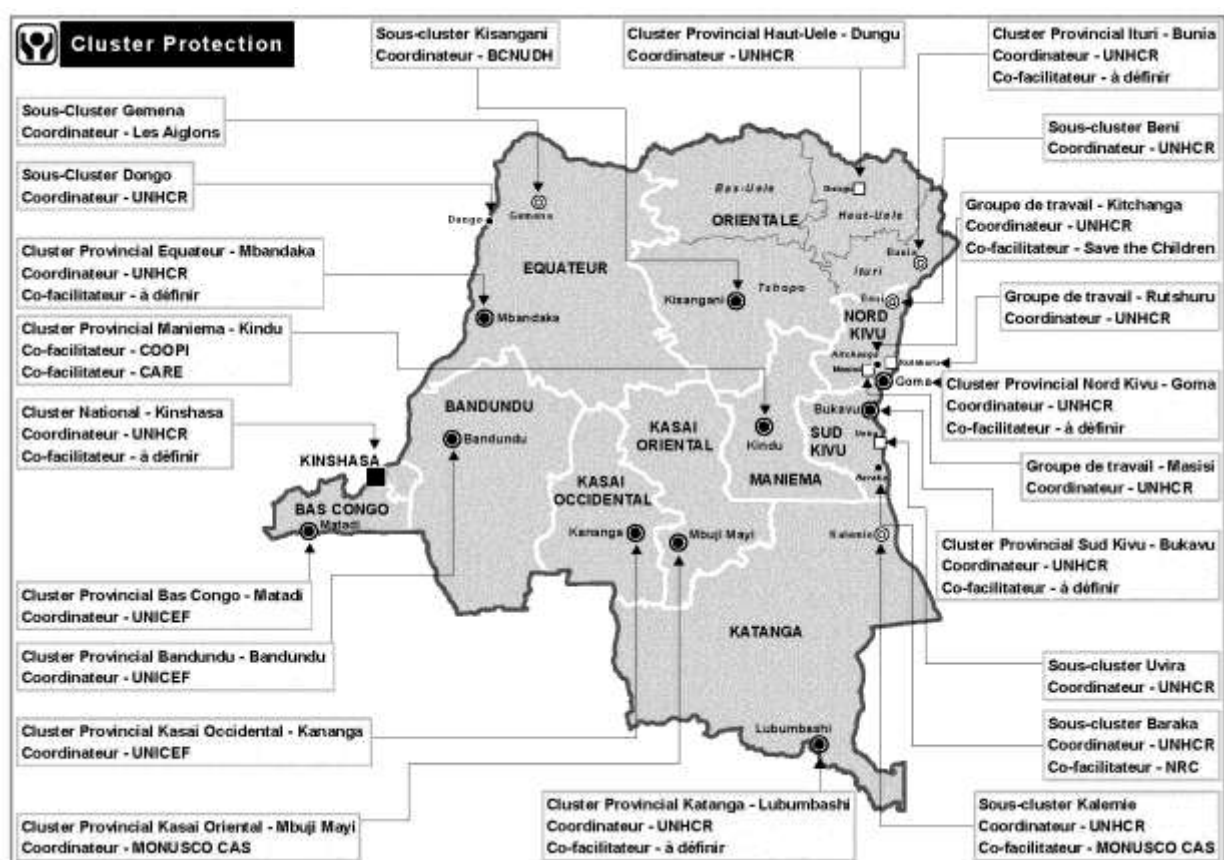 Cluster Protection
Sous-cluster Kisangani
Coordinateur - BCNUDH
Cluster Provincial Haut-Uele - Dungu
Coordinateur - UNHCR
Cluster Provincial Ituri - Bunia
Coordinateur - UNHCR
Co-facilitateur - à définir
Sous-Cluster Gemena
Coordinateur - Les Aiglons
Sous-cluster Beni
Coordinateur - UNHCR
Sous-Cluster Dongo
Coordinateur - UNHCR
Groupe de travail - Kitchanga
Coordinateur - UNHCR
Co-facilitateur - Save the Children
Cluster Provincial Equateur - Mbandaka
Coordinateur - UNHCR
Co-facilitateur - à définir
Groupe de travail - Rutshuru
Coordinateur - UNHCR
Cluster Provincial Maniema - Kindu
Co-facilitateur - COOPI
Co-facilitateur - CARE
Cluster Provincial Nord Kivu - Goma
Coordinateur - UNHCR
Co-facilitateur - à définir
Cluster National - Kinshasa
Coordinateur - UNHCR
Co-facilitateur - à définir
Groupe de travail - Masisi
Coordinateur - UNHCR
Cluster Provincial Sud Kivu - Bukavu
Coordinateur - UNHCR
Co-facilitateur - à définir
Cluster Provincial Bas Congo - Matadi
Coordinateur - UNICEF
Cluster Provincial Bandundu - Bandundu
Coordinateur - UNICEF
Sous-cluster Uvira
Coordinateur - UNHCR
Cluster Provincial Kasai Occidental - Kananga
Coordinateur - UNICEF
Sous-cluster Baraka
Coordinateur - UNHCR
Co-facilitateur - NRC
Cluster Provincial Kasai Oriental - Mbuji Mayi
Coordinateur - MONUSCO CAS
Cluster Provincial Katanga - Lubumbashi
Coordinateur - UNHCR
Co-facilitateur - à définir
Sous-cluster Kalemie
Coordinateur - UNHCR
Co-facilitateur - MONUSCO CAS
Bas-Uele
Dungu
Gemena
Dongo
ORIENTALE
Haut-Uele
Bunia
EQUATEUR
Ituri
Tshopo
Kisangani
Beni
Mbandaka
NORD
KIVU
Kitchanga
Rutshuru
Masisi
Goma
BANDUNDU
Bukavu
KASAI
ORIENTAL
Bandundu
Kindu
SUD
KIVU
KINSHASA
MANIEMA
Baraka
KASAI
OCCIDENTAL
BAS CONGO
Matadi
Kananga
Mbuji Mayi
Kalemie
KATANGA
Lubumbashi